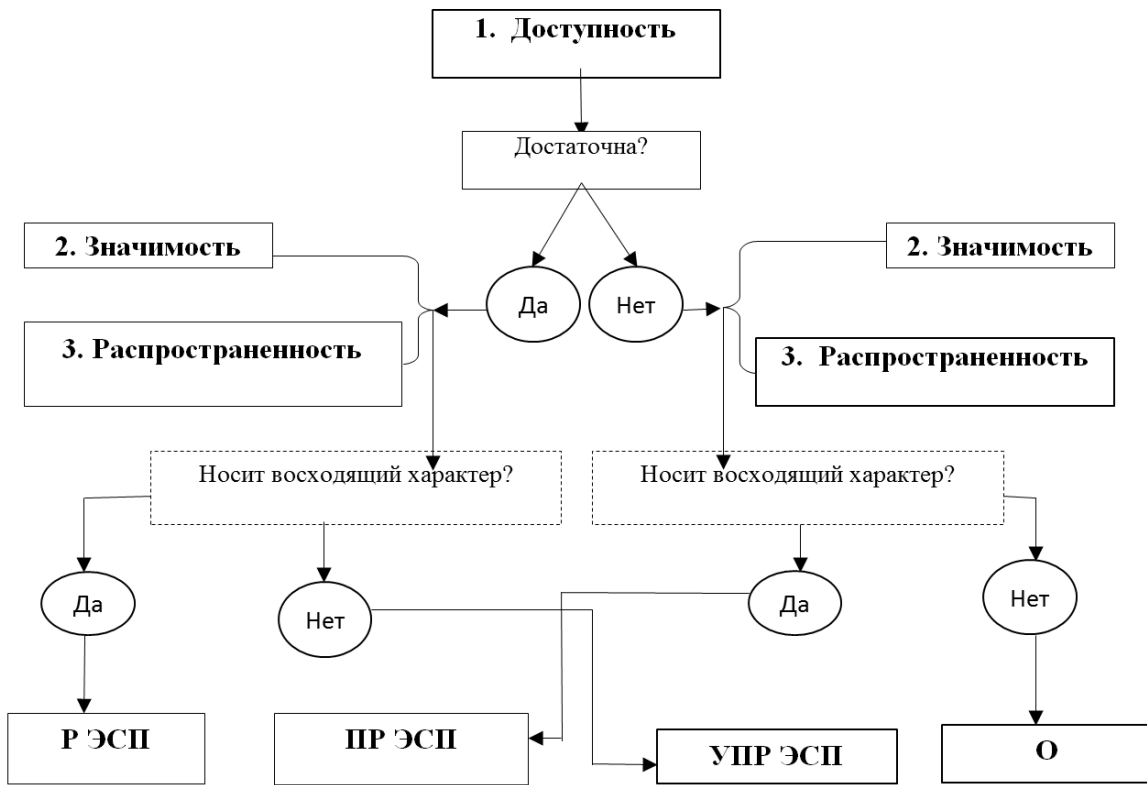 1. Доступность
Достаточна?
2. Значимость
2. Значимость
Да
Нет
3. Распространенность
3. Распространенность
Носит восходящий характер?
Носит восходящий характер?
Да
Нет
Да
Нет
Р ЭСП
ПР ЭСП
УПР ЭСП
О